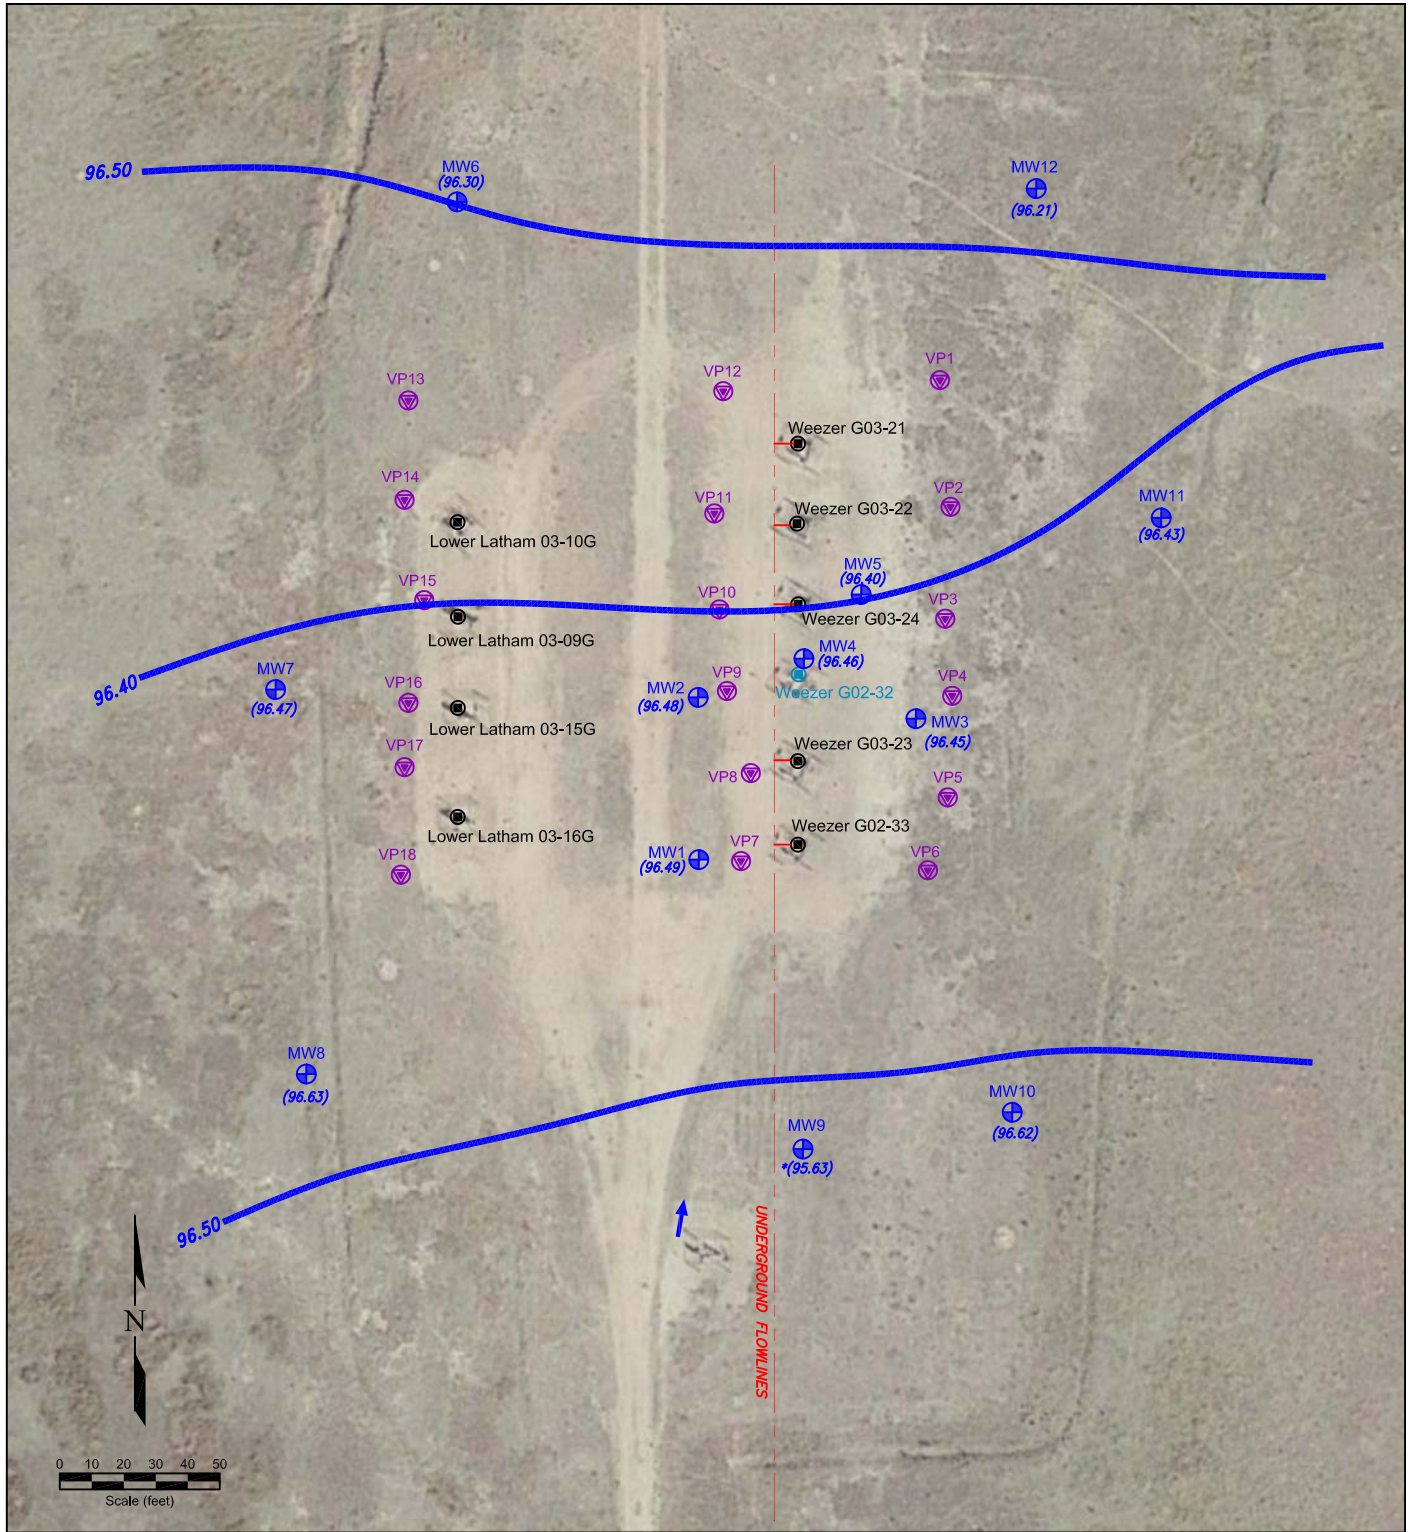 96.50
MW6
(96.30)
MW12
(96.21)
VP1
VP12
VP13
Weezer G03-21
VP14
VP2
MW11
(96.43)
VP11
Weezer G03-22
Lower Latham 03-10G
MW5
(96.40)
VP15
VP10
VP3
Weezer G03-24
Lower Latham 03-09G
MW4
(96.46)
96.40
MW7
(96.47)
VP16
MW2
(96.48)
VP9
Weezer G02-32
VP4
MW3
(96.45)
Lower Latham 03-15G
VP17
Weezer G03-23
VP8
VP5
Lower Latham 03-16G
Weezer G02-33
VP18
MW1
(96.49)
VP7
VP6
MW8
(96.63)
MW10
(96.62)
MW9
*(95.63)
96.50
UNDERGROUND FLOWLINES
N
0 10 20 30 40 50
Scale (feet)